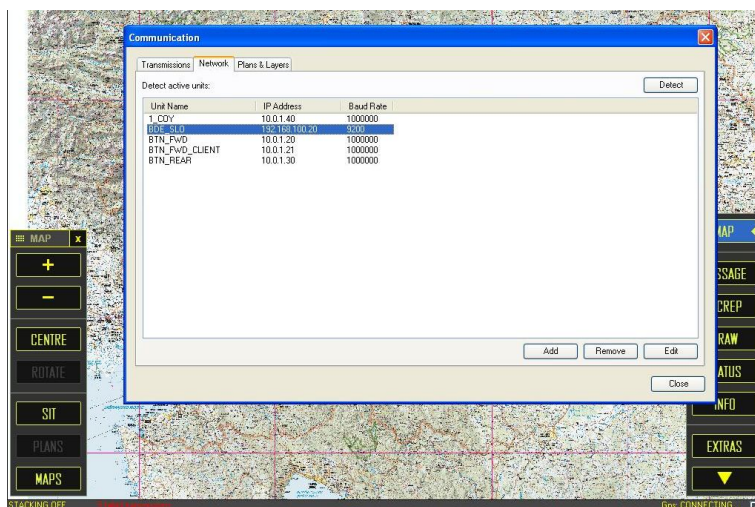 Communication
Transmissions Network Plans & Layers
Detect active units:
Detect
Unit Name IP Address Baud Rate
1_COY 10.0.1.40 1000000
BDE_SLO 192.168.100.20 9200
BTN_FWD 10.0.1.20 1000000
BTN_FWD_CLIENT 10.0.1.21 1000000
BTN_REAR 10.0.1.30 1000000
Add Remove Edit
Close
MAP x
+
−
CENTRE
ROTATE
SIT
PLANS
MAPS
MAP
SSAGE
CREP
RAW
ATUS
INFO
EXTRAS
STACKING OFF
Gps: CONNECTING